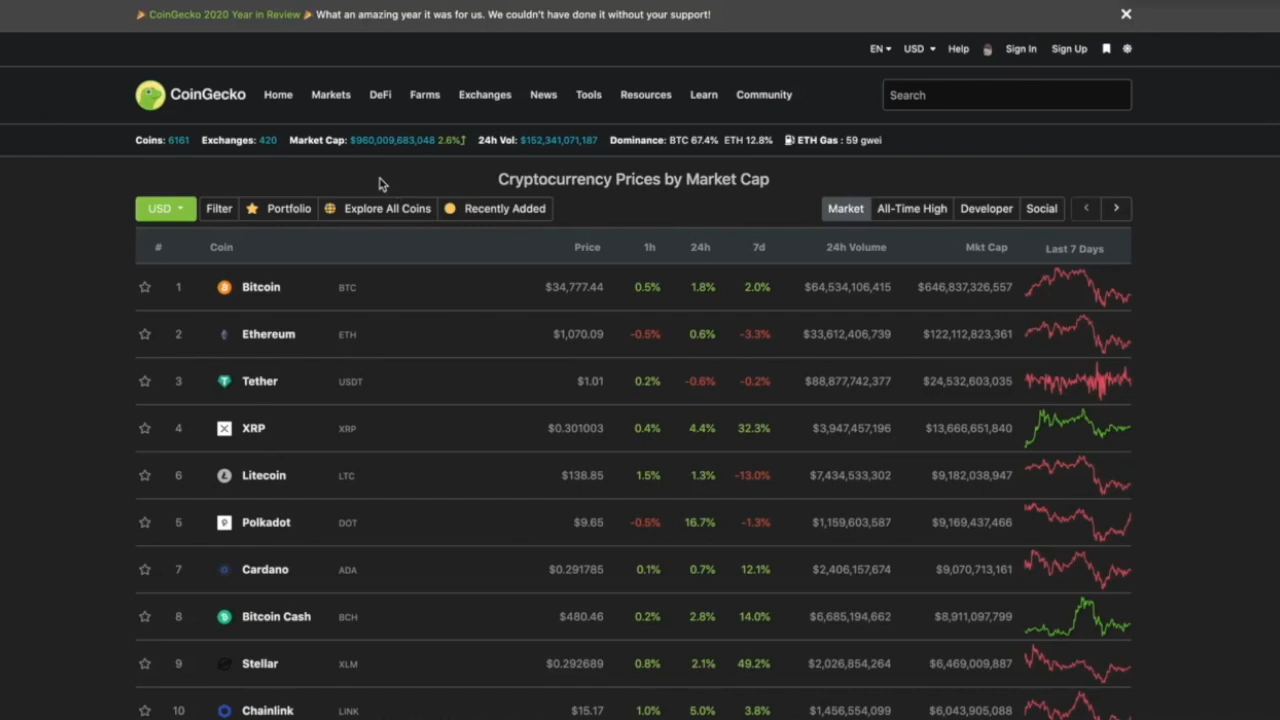 CoinGecko 2020 Year in Review What an amazing year it was for us. We couldn't have done it without your support!
EN USD Help Sign In Sign Up
CoinGecko Home Markets DeFi Farms Exchanges News Tools Resources Learn Community Search
Coins: 6161 Exchanges: 420 Market Cap: $960,009,683,048 2.6% 24h Vol: $152,341,071,187 Dominance: BTC 67.4% ETH 12.8% ETH Gas: 59 gwei
Cryptocurrency Prices by Market Cap
USD Filter Portfolio Explore All Coins Recently Added Market All-Time High Developer Social
# Coin Price 1h 24h 7d 24h Volume Mkt Cap Last 7 Days
1 Bitcoin BTC $34,777.44 0.5% 1.8% 2.0% $64,534,106,415 $646,837,326,557
2 Ethereum ETH $1,070.09 -0.5% 0.6% -3.3% $33,612,406,739 $122,112,823,361
3 Tether USDT $1.01 0.2% -0.6% -0.2% $88,877,742,377 $24,532,603,035
4 XRP XRP $0.301003 0.4% 4.4% 32.3% $3,947,457,196 $13,666,651,840
6 Litecoin LTC $138.85 1.5% 1.3% -13.0% $7,434,533,302 $9,182,038,947
5 Polkadot DOT $9.65 -0.5% 16.7% -1.3% $1,159,603,587 $9,169,437,466
7 Cardano ADA $0.291785 0.1% 0.7% 12.1% $2,406,157,674 $9,070,713,161
8 Bitcoin Cash BCH $480.46 0.2% 2.8% 14.0% $6,685,194,662 $8,911,097,799
9 Stellar XLM $0.292689 0.8% 2.1% 49.2% $2,026,854,264 $6,469,009,887
10 Chainlink LINK $15.17 1.0% 5.0% 3.8% $1,456,554,099 $6,043,905,088